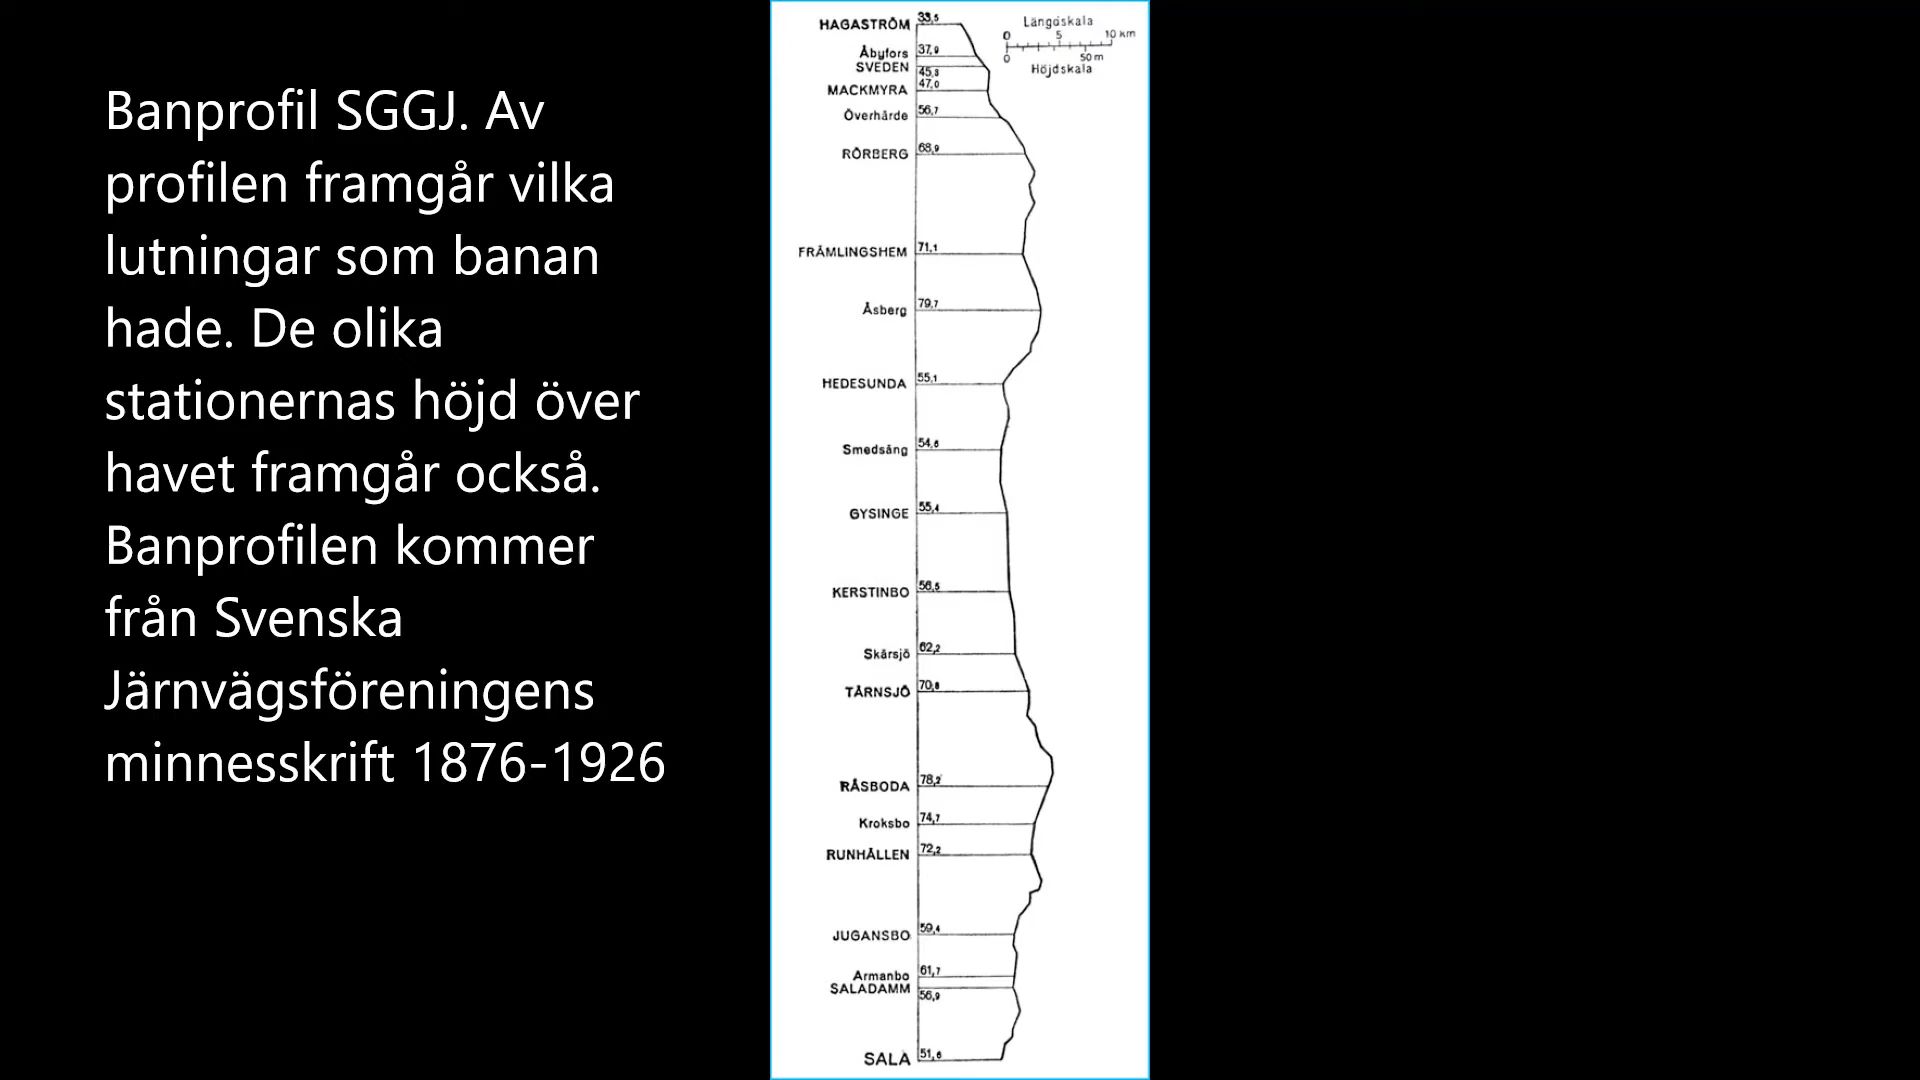 Banprofil SGGJ. Av
profilen framgår vilka
lutningar som banan
hade. De olika
stationernas höjd över
havet framgår också.
Banprofilen kommer
från Svenska
Järnvägsföreningens
minnesskrift 1876-1926
Längdskala
0 5 10 km
0 50 m
Höjdskala
HAGASTRÖM 33,5
Åbyfors 37,9
SVEDEN 45,8
MACKMYRA 47,0
Överhärde 56,7
RÖRBERG 68,9
FRÄMLINGSHEM 71,1
Åsberg 79,7
HEDESUNDA 55,1
Smedsäng 54,6
GYSINGE 55,4
KERSTINBO 56,5
Skärsjö 62,2
TÄRNSJÖ 70,8
RÅSBODA 78,2
Kroksbo 74,7
RUNHÄLLEN 72,2
JUGANSBO 59,4
Armanbo 61,7
SALADAMM 56,9
SALA 51,6